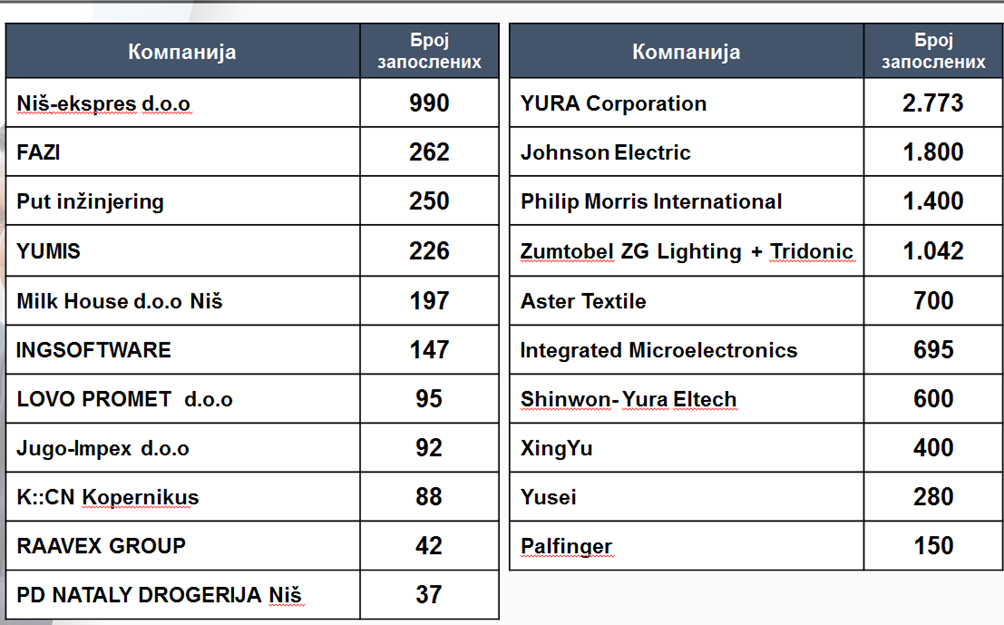 Компанија Број запослених
Niš-ekspres d.o.o 990
FAZI 262
Put inžinjering 250
YUMIS 226
Milk House d.o.o Niš 197
INGSOFTWARE 147
LOVO PROMET d.o.o 95
Jugo-Impex d.o.o 92
K::CN Kopernikus 88
RAAVEX GROUP 42
PD NATALY DROGERIJA Niš 37
Компанија Број запослених
YURA Corporation 2.773
Johnson Electric 1.800
Philip Morris International 1.400
Zumtobel ZG Lighting + Tridonic 1.042
Aster Textile 700
Integrated Microelectronics 695
Shinwon- Yura Eltech 600
XingYu 400
Yusei 280
Palfinger 150